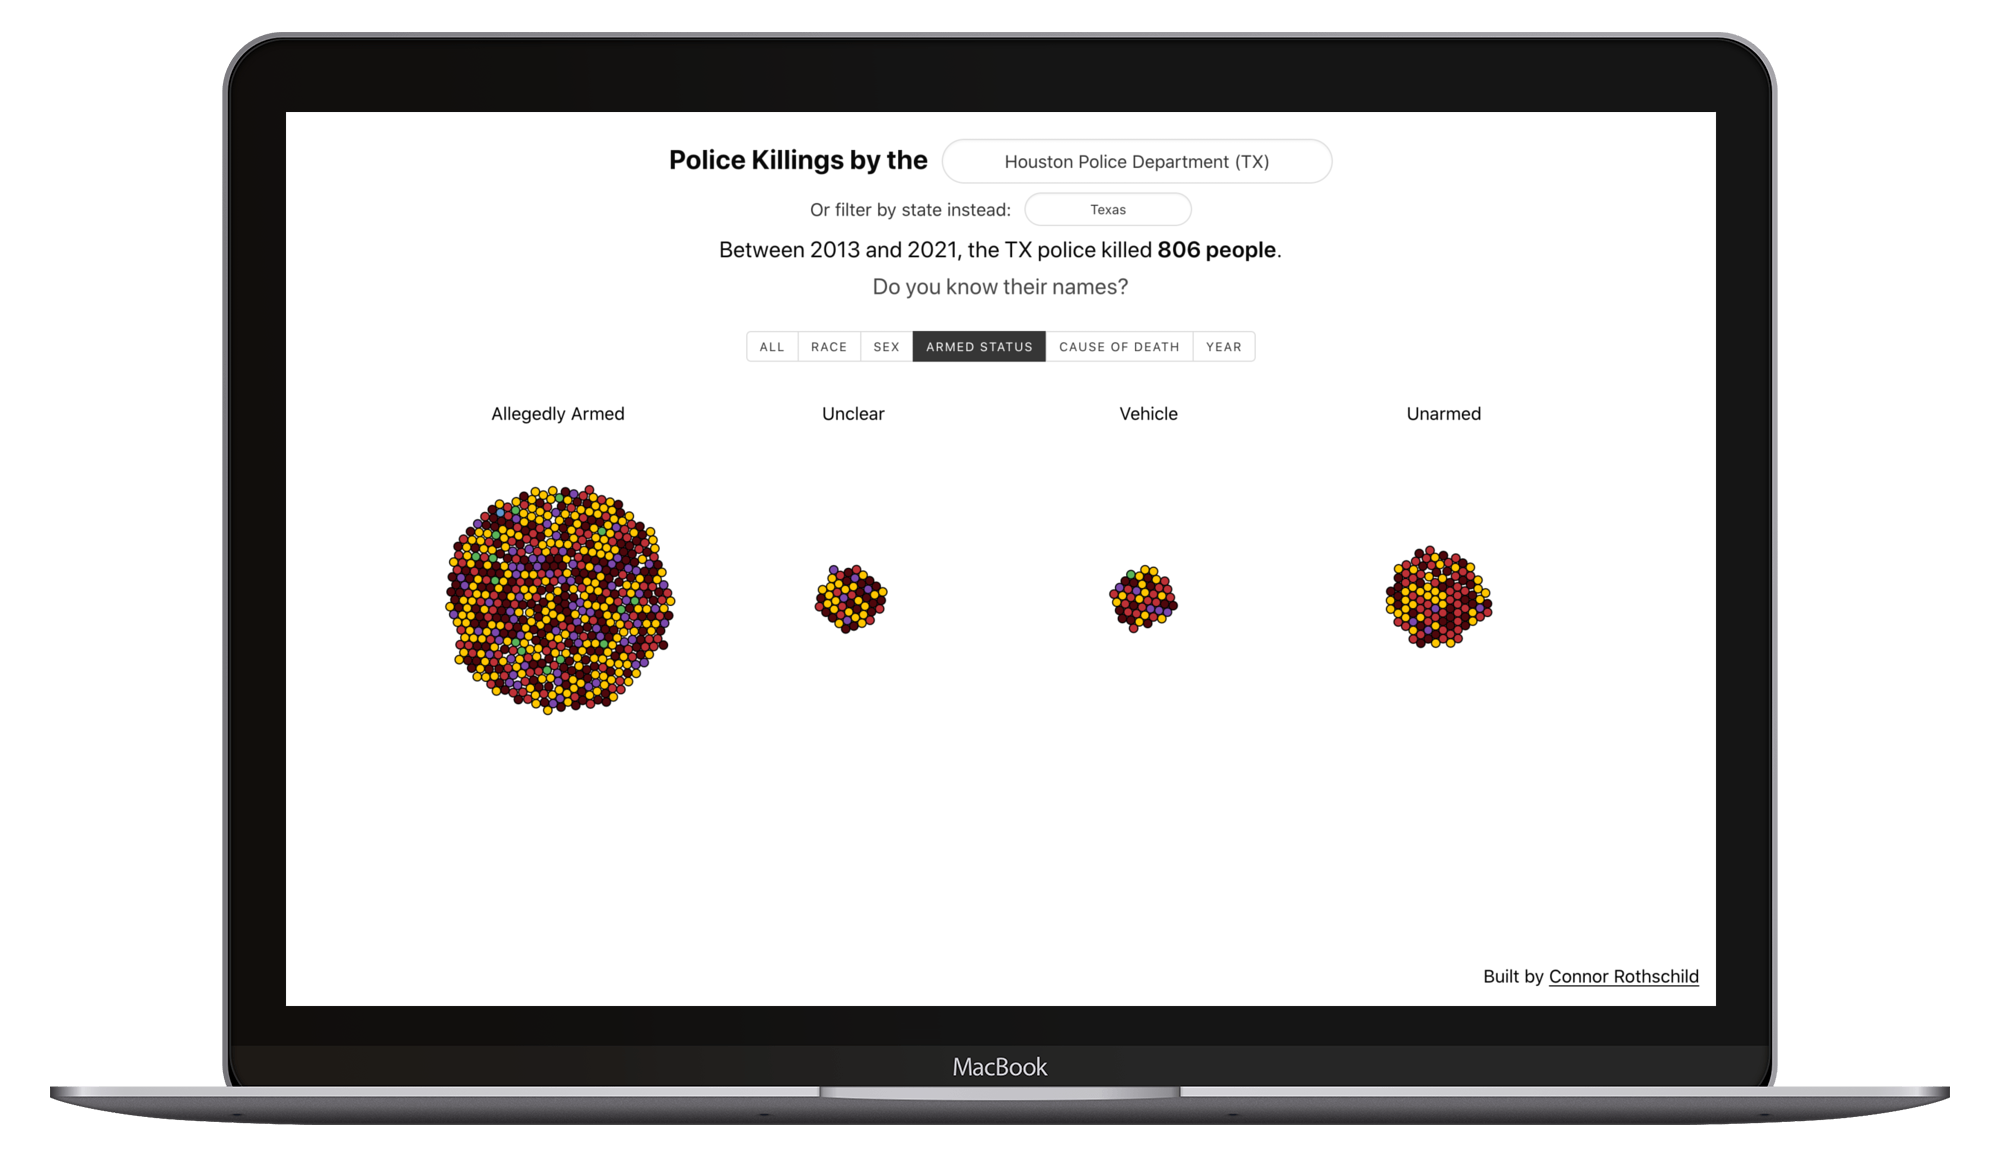 Police Killings by the Houston Police Department (TX)
Or filter by state instead: Texas
Between 2013 and 2021, the TX police killed 806 people.
Do you know their names?
ALL RACE SEX ARMED STATUS CAUSE OF DEATH YEAR
Allegedly Armed Unclear Vehicle Unarmed
Built by Connor Rothschild
MacBook